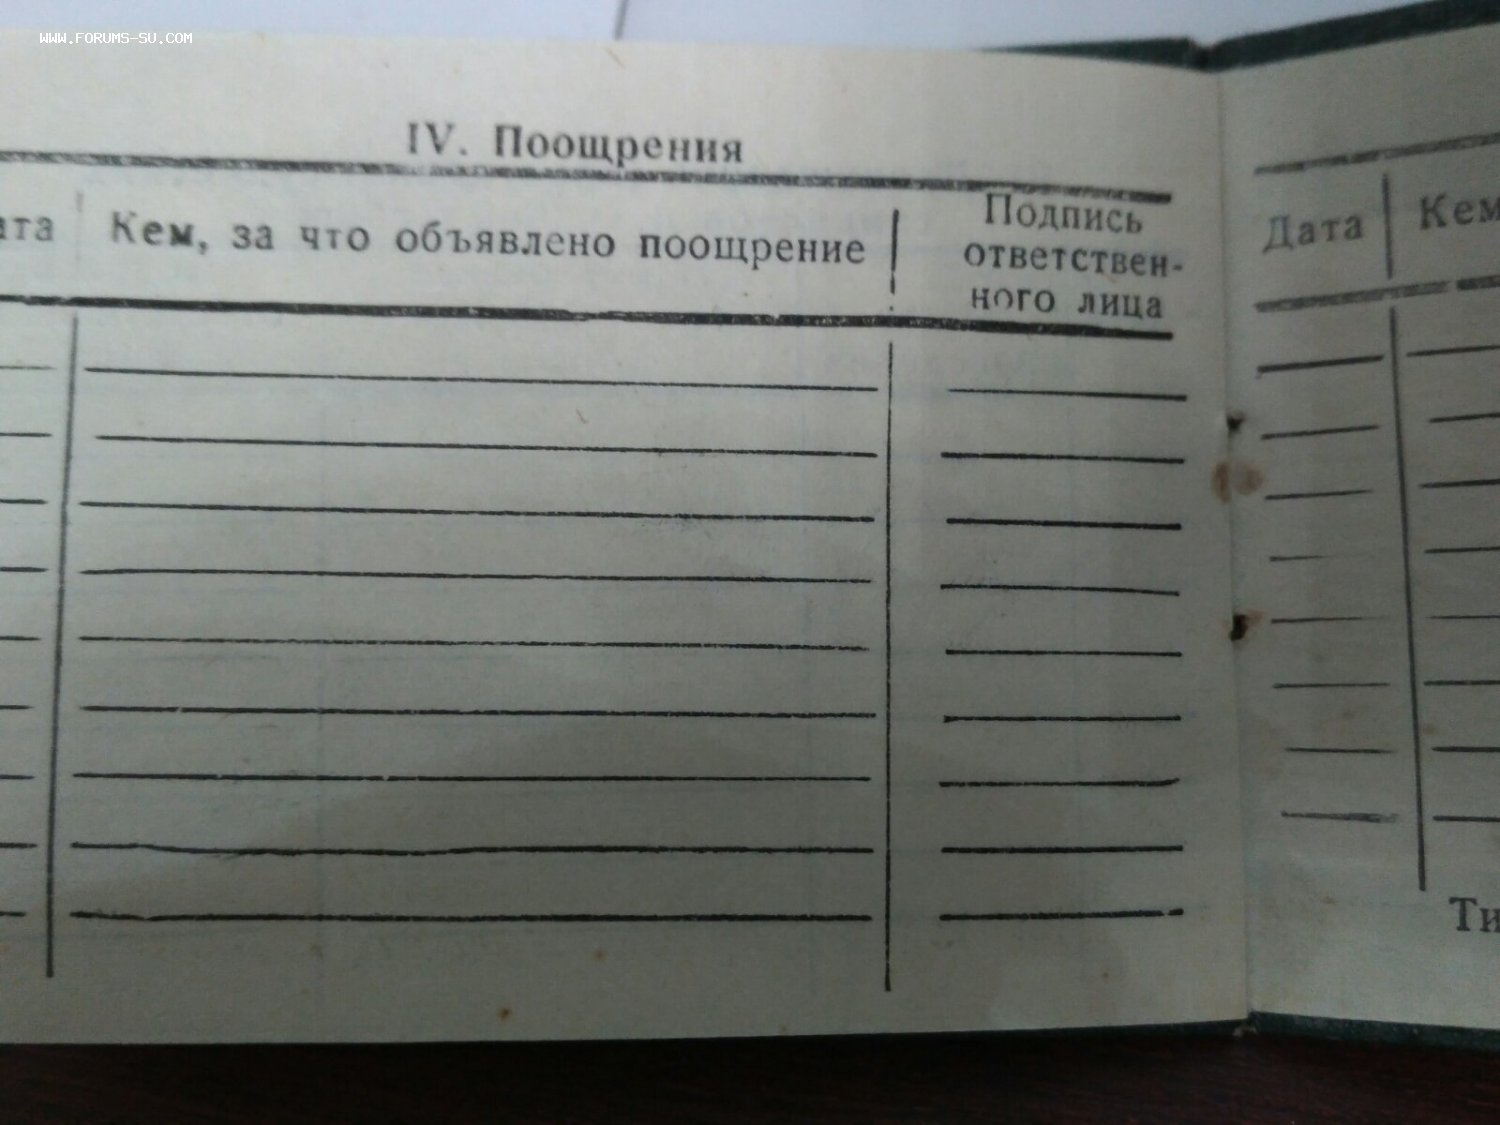 WWW.FORUMS-SU.COM
IV. Поощрения
ата Кем, за что объявлено поощрение
Подпись
ответствен-
ного лица
Дата Кем
Ти